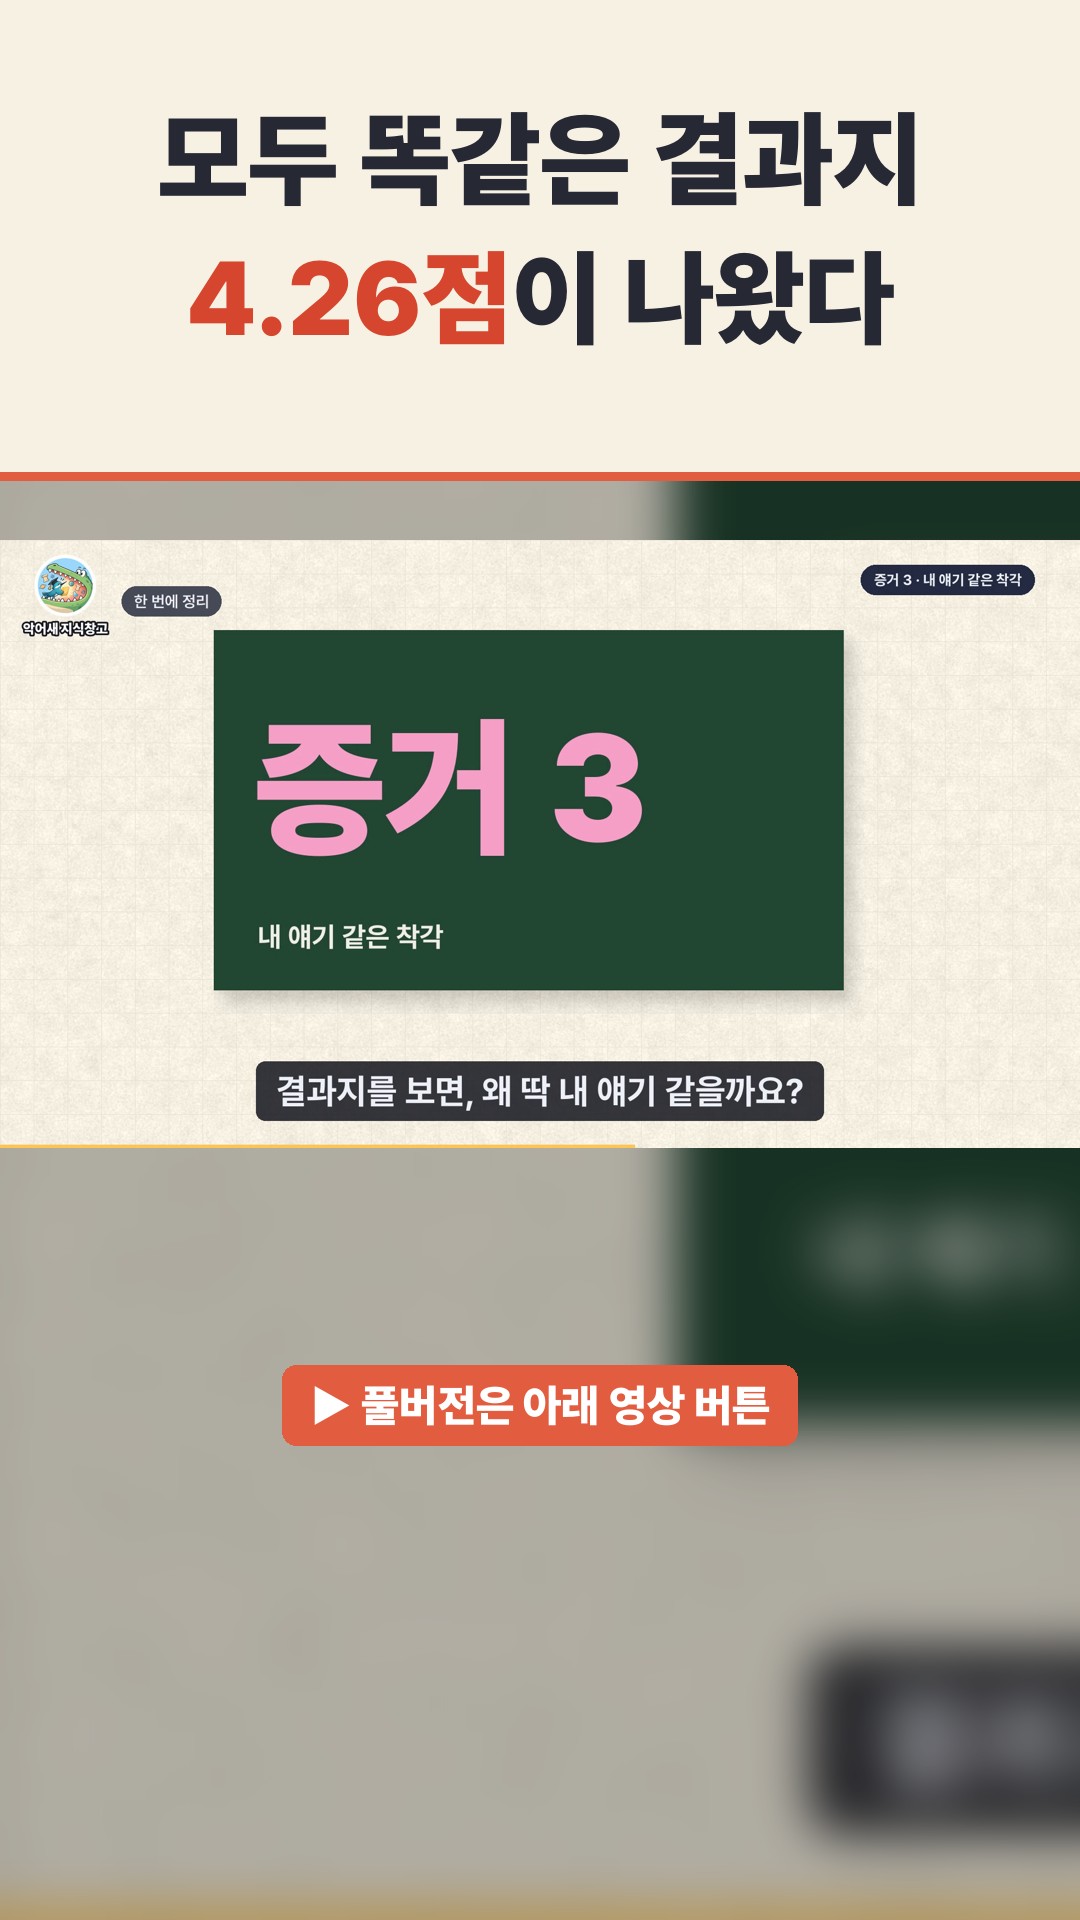 모두 똑같은 결과지
4.26점이 나왔다
악어새 지식창고
한 번에 정리
증거 3 · 내 얘기 같은 착각
증거 3
내 얘기 같은 착각
결과지를 보면, 왜 딱 내 얘기 같을까요?
▶ 풀버전은 아래 영상 버튼